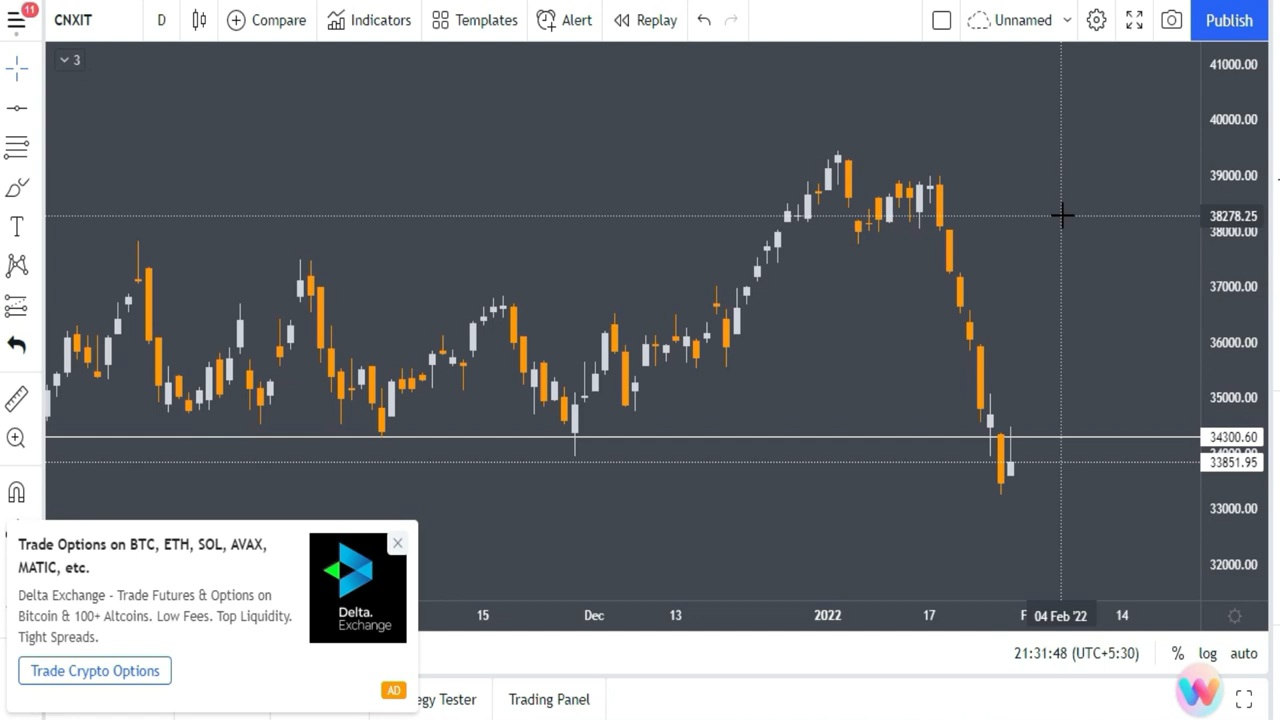 11
CNXIT
D
Compare
Indicators
Templates
Alert
Replay
Unnamed
Publish
3
41000.00
40000.00
39000.00
38278.25
38000.00
37000.00
36000.00
35000.00
34300.60
33851.95
33000.00
32000.00
T
Trade Options on BTC, ETH, SOL, AVAX,
MATIC, etc.
Delta Exchange - Trade Futures & Options on
Bitcoin & 100+ Altcoins. Low Fees. Top Liquidity.
Tight Spreads.
Trade Crypto Options
Delta.
Exchange
AD
15
Dec
13
2022
17
F
04 Feb '22
14
21:31:48 (UTC+5:30)
%
log
auto
egy Tester
Trading Panel